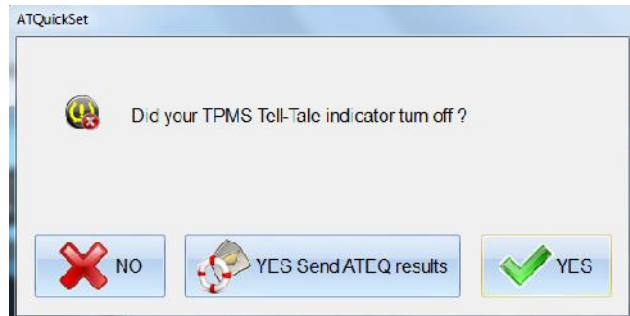 ATQuickSet
Did your TPMS Tell-Tale indicator turn off ?
NO
YES Send ATEQ results
YES